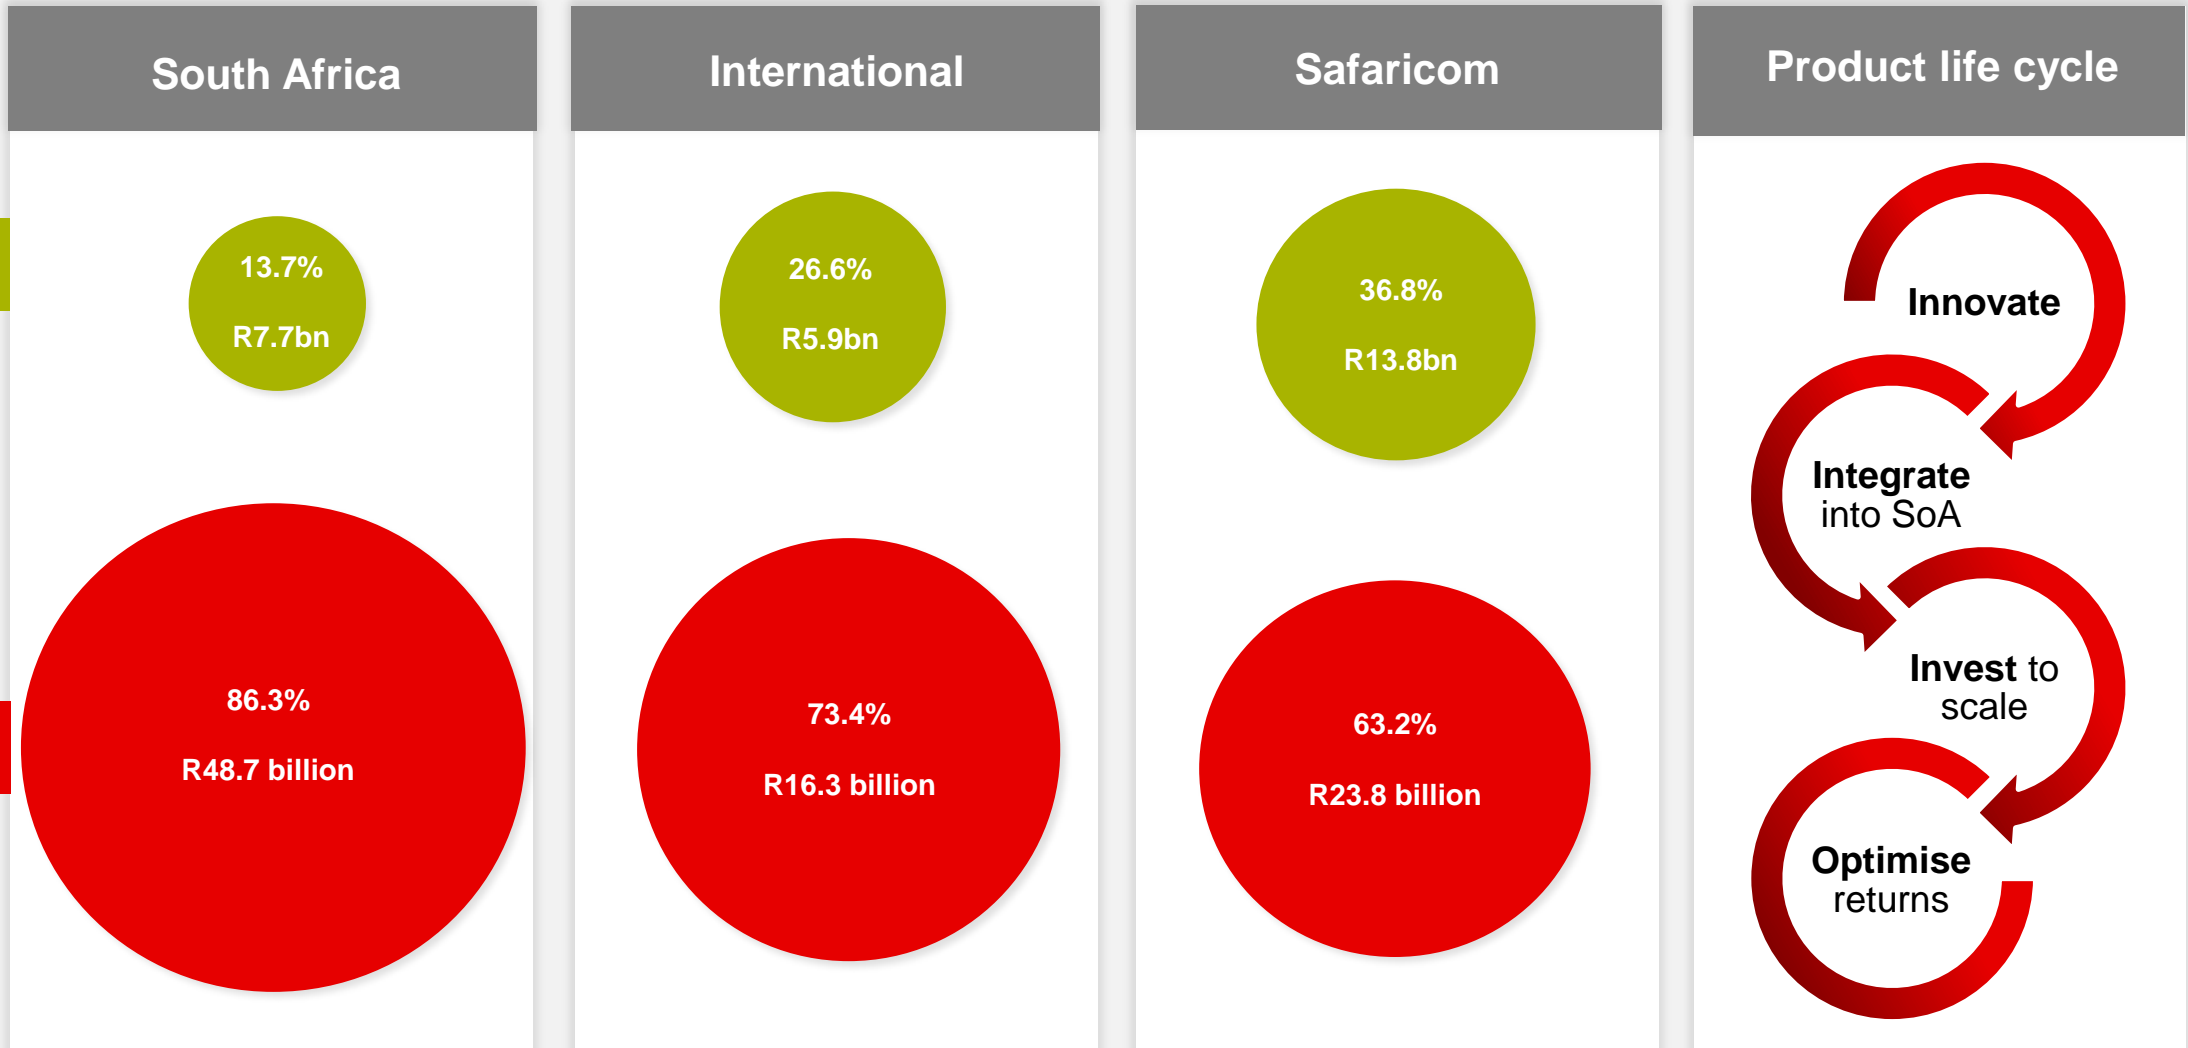 South Africa
13.7%
R7.7bn
86.3%
R48.7 billion
International
26.6%
R5.9bn
73.4%
R16.3 billion
Safaricom
36.8%
R13.8bn
63.2%
R23.8 billion
Product life cycle
Innovate
Integrate
into SoA
Invest to
scale
Optimise
returns